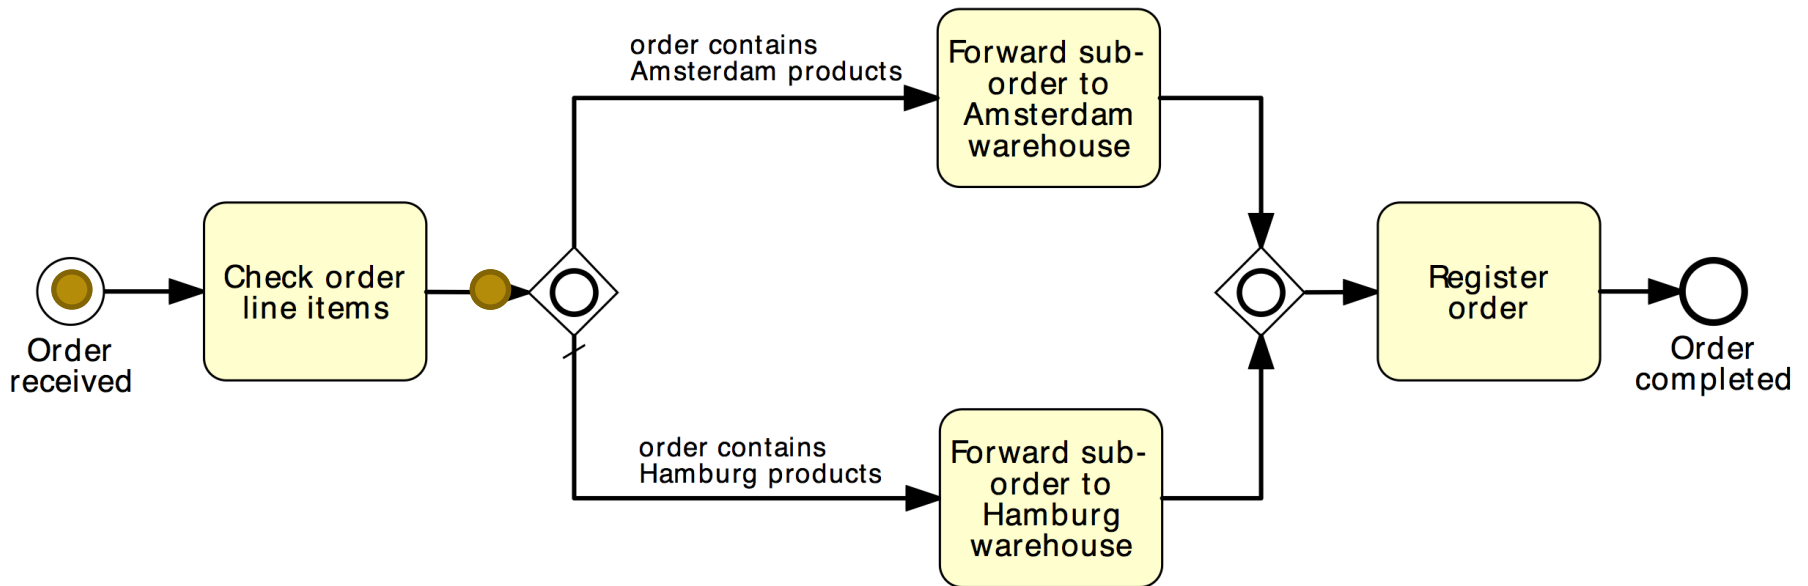 Order
received
Check order
line items
order contains
Amsterdam products
Forward sub-
order to
Amsterdam
warehouse
order contains
Hamburg products
Forward sub-
order to
Hamburg
warehouse
Register
order
Order
completed